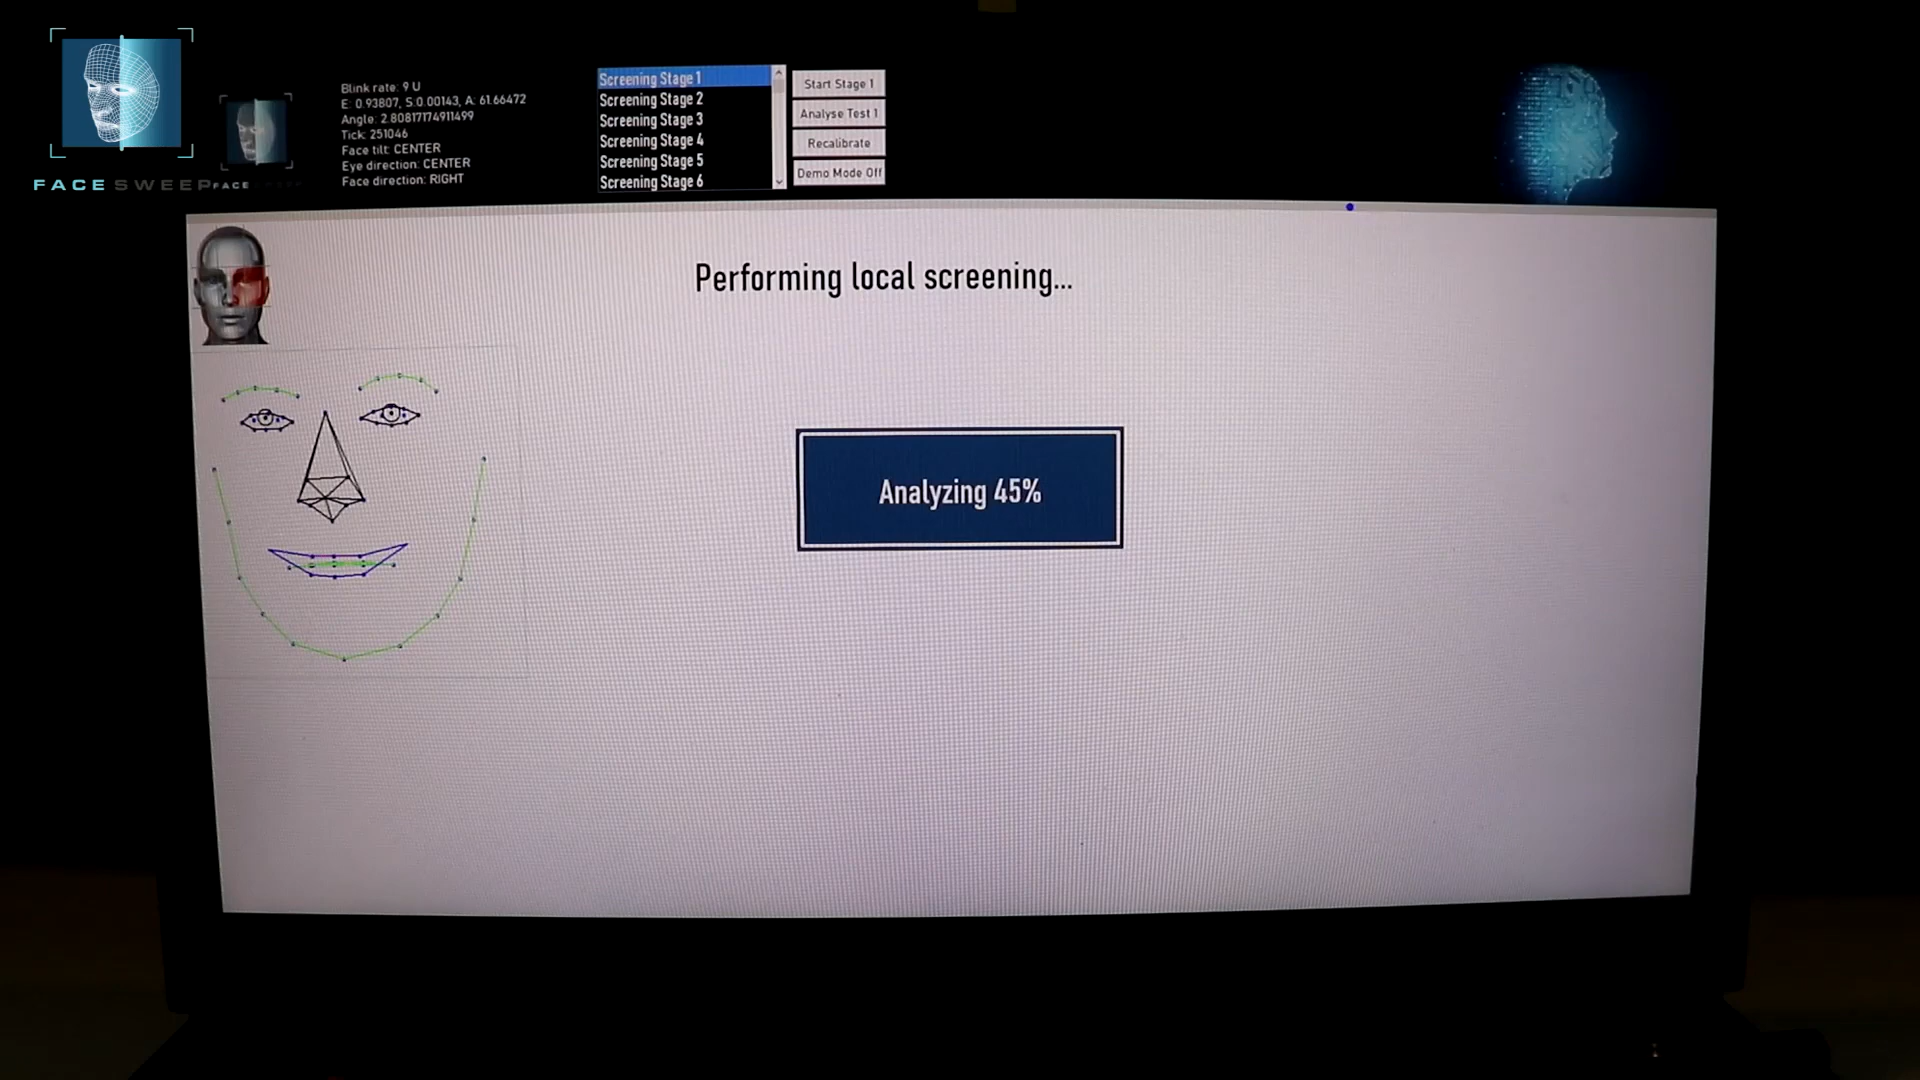 FACE SWEEP
FACE
Blink rate: 9 U
E: 0.93807, S:0.00143, A: 61.66472
Angle: 2.80817174911499
Tick: 251046
Face tilt: CENTER
Eye direction: CENTER
Face direction: RIGHT
Screening Stage 1
Screening Stage 2
Screening Stage 3
Screening Stage 4
Screening Stage 5
Screening Stage 6
Start Stage 1
Analyse Test 1
Recalibrate
Demo Mode Off
Performing local screening...
Analyzing 45%